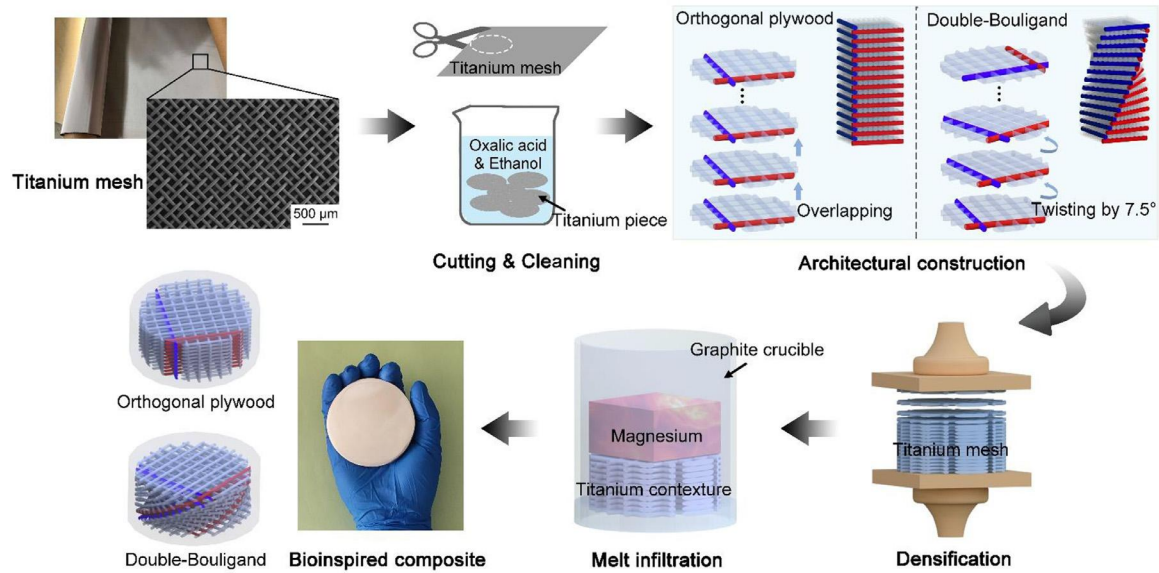 Titanium mesh
500 μm
Titanium mesh
Oxalic acid
& Ethanol
Titanium piece
Cutting & Cleaning
Orthogonal plywood
Overlapping
Double-Bouligand
Twisting by 7.5°
Architectural construction
Orthogonal plywood
Double-Bouligand
Bioinspired composite
Graphite crucible
Magnesium
Titanium contexture
Melt infiltration
Titanium mesh
Densification